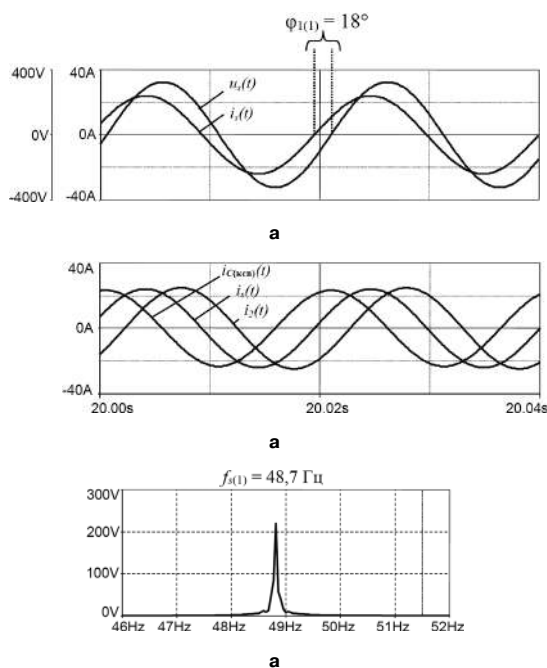 φ1(1) = 18°
400V 40A
us(t)
is(t)
0V 0A
-400V -40A
a
40A
iC(ксв)(t)
is(t)
i2(t)
0A
-40A
20.00s 20.02s 20.04s
a
fs(1) = 48,7 Гц
300V
200V
100V
0V
46Hz 47Hz 48Hz 49Hz 50Hz 51Hz 52Hz
a